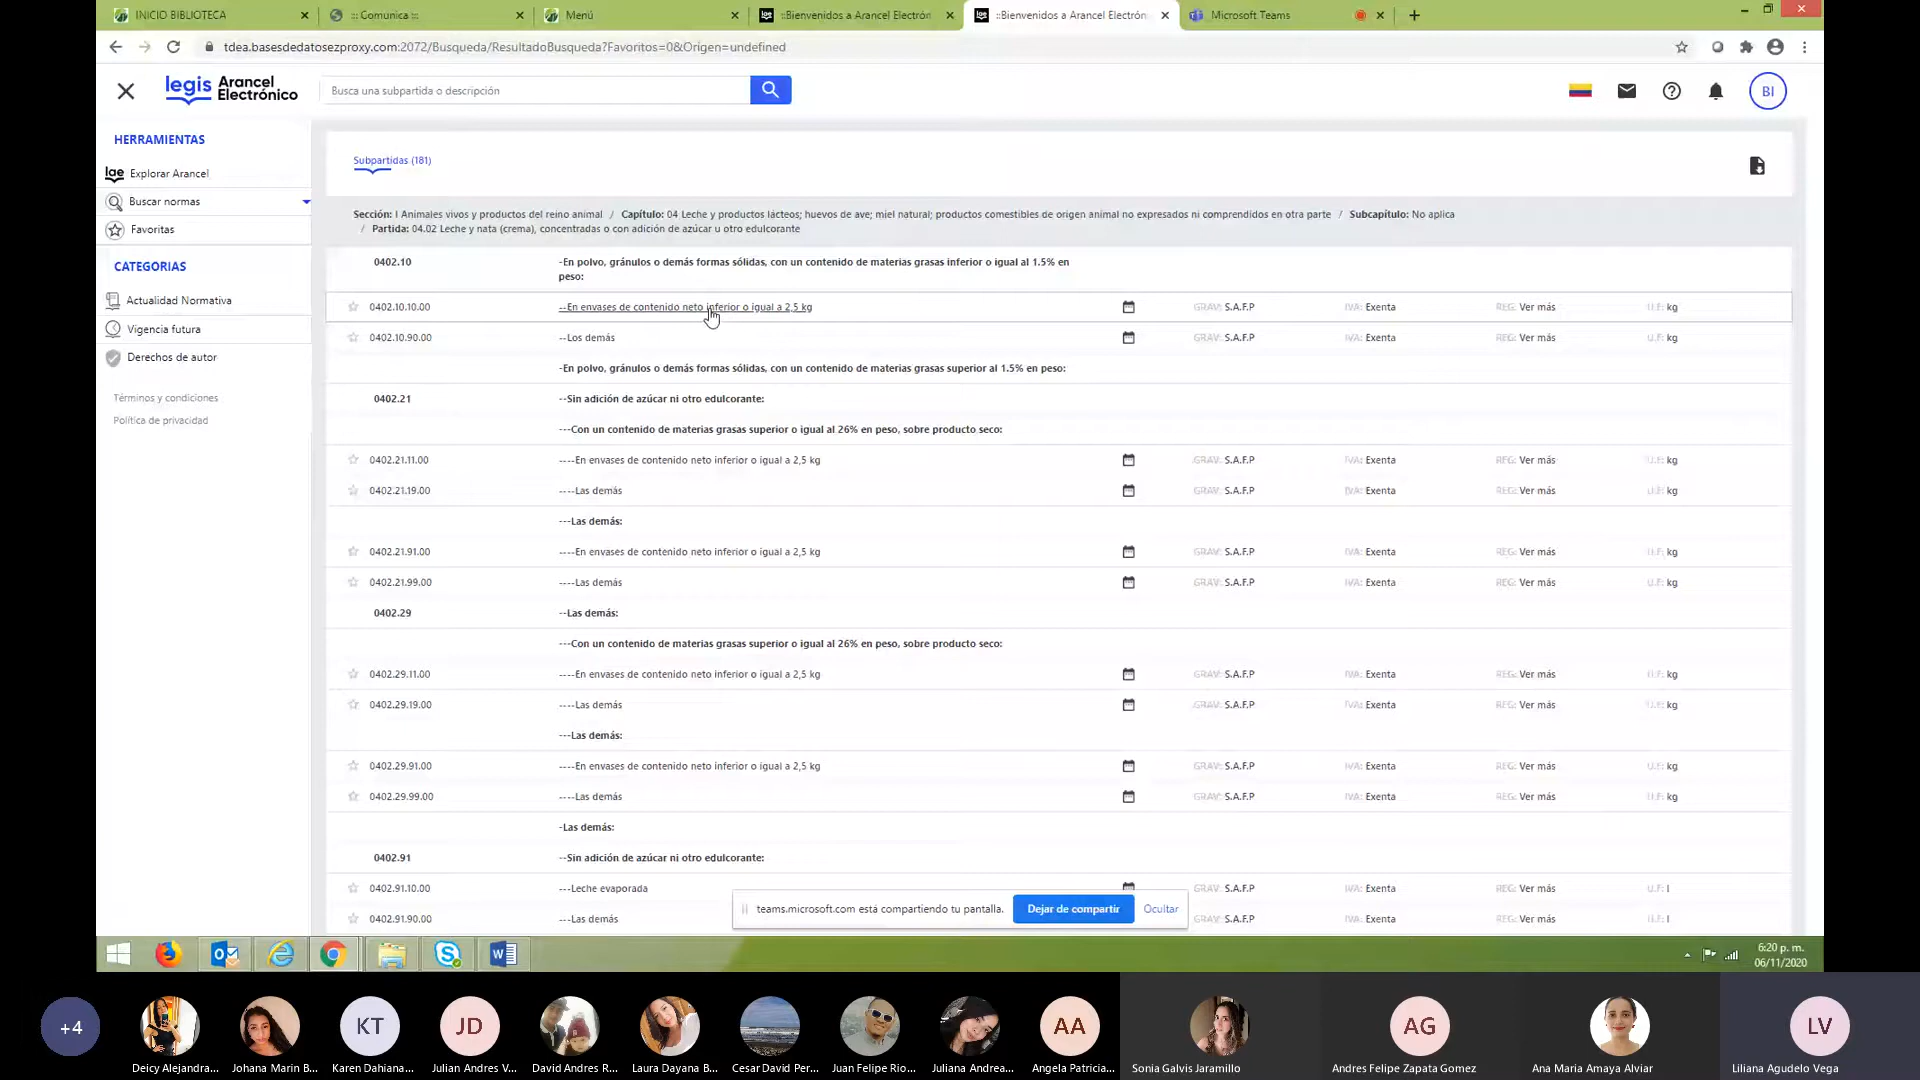 INICIO BIBLIOTECA
::: Comunica :::
Menú
::Bienvenidos a Arancel Electrón
::Bienvenidos a Arancel Electrón
Microsoft Teams
tdea.basesdedatosezproxy.com:2072/Busqueda/ResultadoBusqueda?Favoritos=0&Origen=undefined
legis Arancel Electrónico
Busca una subpartida o descripción
BI
HERRAMIENTAS
lae Explorar Arancel
Buscar normas
Favoritas
CATEGORIAS
Actualidad Normativa
Vigencia futura
Derechos de autor
Términos y condiciones
Política de privacidad
Subpartidas (181)
Sección: I Animales vivos y productos del reino animal / Capítulo: 04 Leche y productos lácteos; huevos de ave; miel natural; productos comestibles de origen animal no expresados ni comprendidos en otra parte / Subcapítulo: No aplica
/ Partida: 04.02 Leche y nata (crema), concentradas o con adición de azúcar u otro edulcorante
0402.10 -En polvo, gránulos o demás formas sólidas, con un contenido de materias grasas inferior o igual al 1.5% en
peso:
0402.10.10.00 --En envases de contenido neto inferior o igual a 2,5 kg GRAV: S.A.F.P IVA: Exenta REG: Ver más U.F: kg
0402.10.90.00 --Los demás GRAV: S.A.F.P IVA: Exenta REG: Ver más U.F: kg
-En polvo, gránulos o demás formas sólidas, con un contenido de materias grasas superior al 1.5% en peso:
0402.21 --Sin adición de azúcar ni otro edulcorante:
---Con un contenido de materias grasas superior o igual al 26% en peso, sobre producto seco:
0402.21.11.00 ----En envases de contenido neto inferior o igual a 2,5 kg GRAV: S.A.F.P IVA: Exenta REG: Ver más U.F: kg
0402.21.19.00 ----Las demás GRAV: S.A.F.P IVA: Exenta REG: Ver más U.F: kg
---Las demás:
0402.21.91.00 ----En envases de contenido neto inferior o igual a 2,5 kg GRAV: S.A.F.P IVA: Exenta REG: Ver más U.F: kg
0402.21.99.00 ----Las demás GRAV: S.A.F.P IVA: Exenta REG: Ver más U.F: kg
0402.29 --Las demás:
---Con un contenido de materias grasas superior o igual al 26% en peso, sobre producto seco:
0402.29.11.00 ----En envases de contenido neto inferior o igual a 2,5 kg GRAV: S.A.F.P IVA: Exenta REG: Ver más U.F: kg
0402.29.19.00 ----Las demás GRAV: S.A.F.P IVA: Exenta REG: Ver más U.F: kg
---Las demás:
0402.29.91.00 ----En envases de contenido neto inferior o igual a 2,5 kg GRAV: S.A.F.P IVA: Exenta REG: Ver más U.F: kg
0402.29.99.00 ----Las demás GRAV: S.A.F.P IVA: Exenta REG: Ver más U.F: kg
-Las demás:
0402.91 --Sin adición de azúcar ni otro edulcorante:
0402.91.10.00 ---Leche evaporada GRAV: S.A.F.P IVA: Exenta REG: Ver más U.F: l
0402.91.90.00 ---Las demás GRAV: S.A.F.P IVA: Exenta REG: Ver más U.F: l
teams.microsoft.com está compartiendo tu pantalla. Dejar de compartir Ocultar
6:20 p. m.
06/11/2020
+4 KT JD AA AG LV
Deicy Alejandra... Johana Marin B... Karen Dahiana... Julian Andres V... David Andres R... Laura Dayana B... Cesar David Per... Juan Felipe Rio... Juliana Andrea... Angela Patricia... Sonia Galvis Jaramillo Andres Felipe Zapata Gomez Ana Maria Amaya Alviar Liliana Agudelo Vega